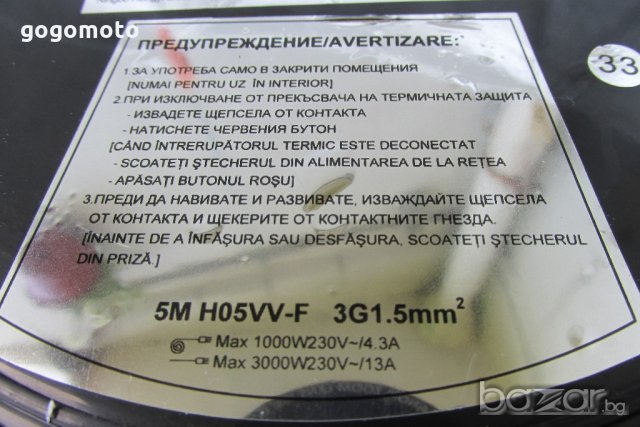 gogomoto
ПРЕДУПРЕЖДЕНИЕ/AVERTIZARE:
33
1.ЗА УПОТРЕБА САМО В ЗАКРИТИ ПОМЕЩЕНИЯ
[NUMAI PENTRU UZ ÎN INTERIOR]
2.ПРИ ИЗКЛЮЧВАНЕ ОТ ПРЕКЪСВАЧА НА ТЕРМИЧНАТА ЗАЩИТА
- ИЗВАДЕТЕ ЩЕПСЕЛА ОТ КОНТАКТА
- НАТИСНЕТЕ ЧЕРВЕНИЯ БУТОН
[CÂND ÎNTRERUPĂTORUL TERMIC ESTE DECONECTAT
- SCOATEȚI ȘTECHERUL DIN ALIMENTAREA DE LA REȚEA
- APĂSAȚI BUTONUL ROȘU]
3.ПРЕДИ ДА НАВИВАТЕ И РАЗВИВАТЕ, ИЗВАЖДАЙТЕ ЩЕПСЕЛА
ОТ КОНТАКТА И ЩЕКЕРИТЕ ОТ КОНТАКТНИТЕ ГНЕЗДА.
[ÎNAINTE DE A ÎNFĂȘURA SAU DESFĂȘURA, SCOATEȚI ȘTECHERUL
DIN PRIZĂ.]
5M H05VV-F 3G1.5mm²
Max 1000W230V~/4.3A
Max 3000W230V~/13A
bazar.bg